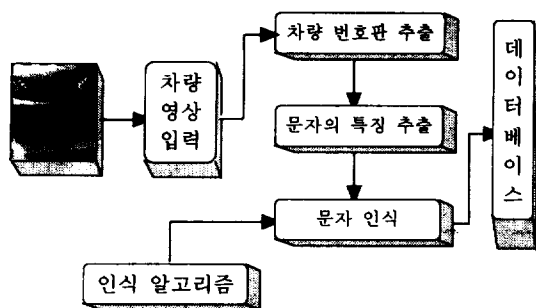 차량
영상
입력
차량 번호판 추출
문자의 특징 추출
문자 인식
인식 알고리즘
데
이
터
베
이
스